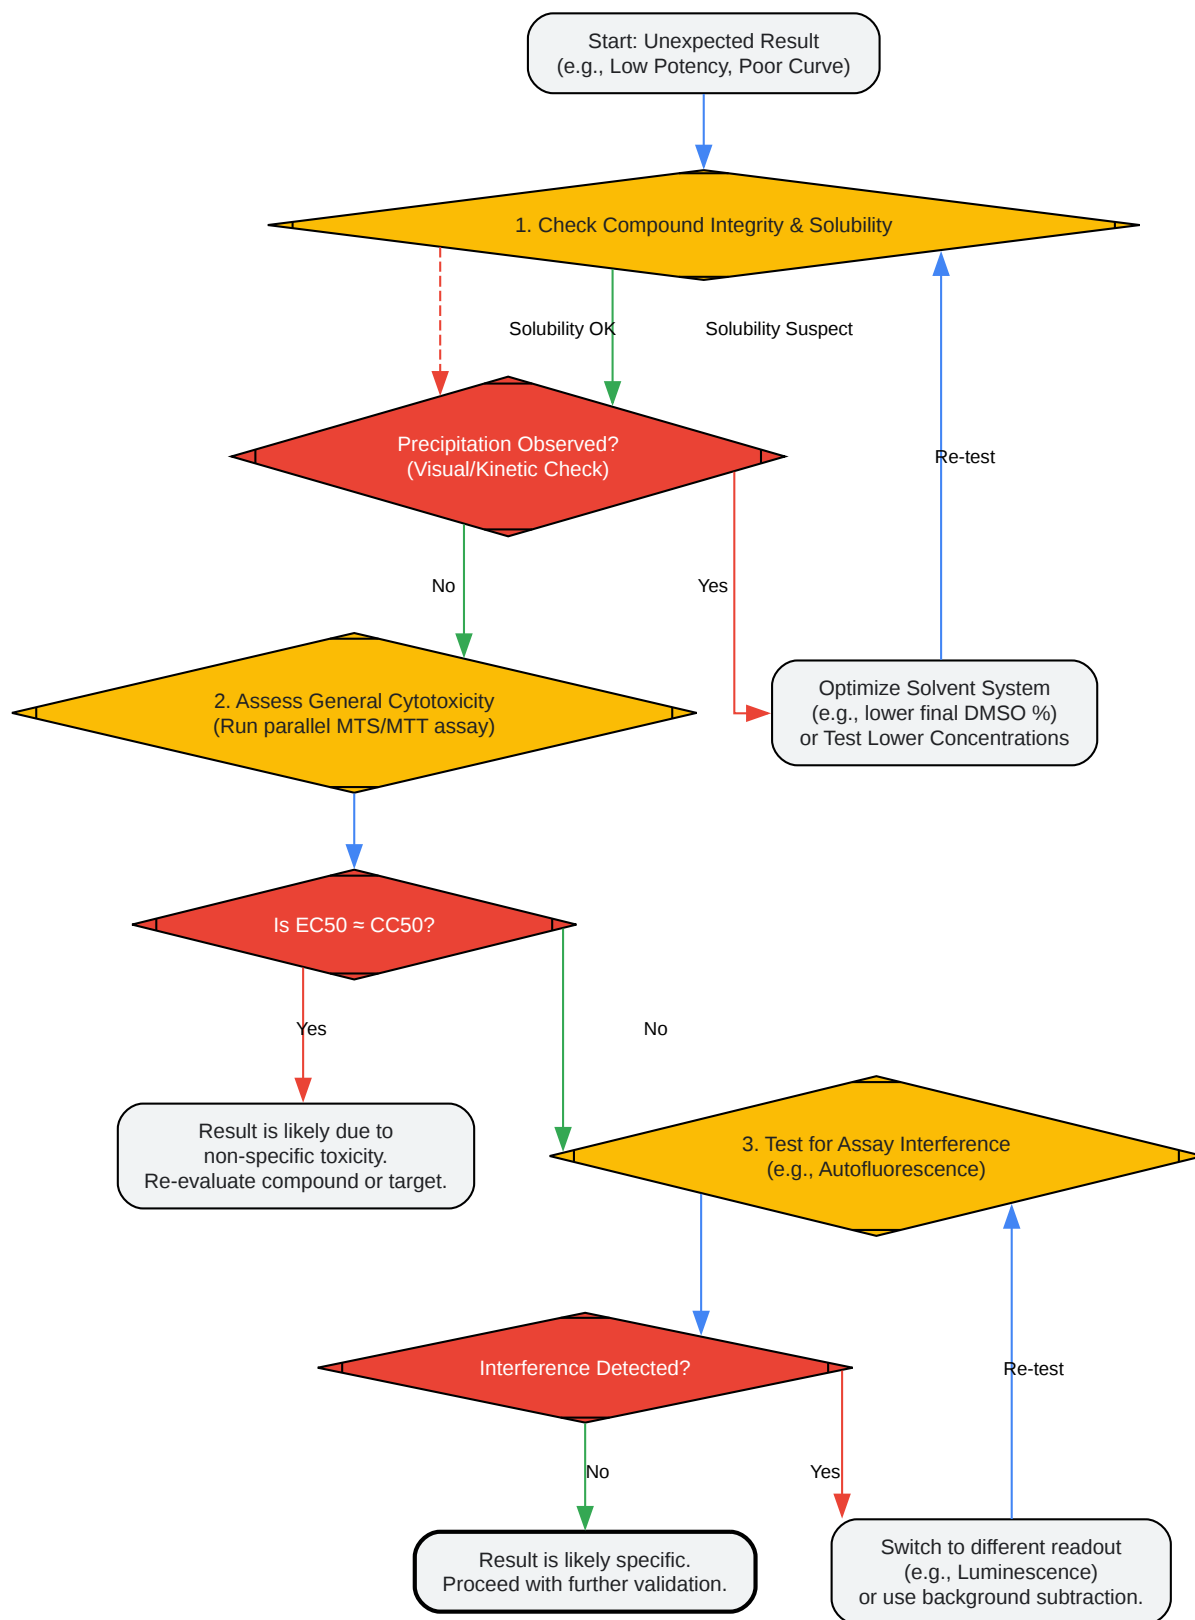 Start: Unexpected Result
(e.g., Low Potency, Poor Curve)
1. Check Compound Integrity & Solubility
Solubility OK
Solubility Suspect
Precipitation Observed?
(Visual/Kinetic Check)
Re-test
No
Yes
2. Assess General Cytotoxicity
(Run parallel MTS/MTT assay)
Optimize Solvent System
(e.g., lower final DMSO %)
or Test Lower Concentrations
Is EC50 ≈ CC50?
Yes
No
Result is likely due to
non-specific toxicity.
Re-evaluate compound or target.
3. Test for Assay Interference
(e.g., Autofluorescence)
Interference Detected?
Re-test
No
Yes
Result is likely specific.
Proceed with further validation.
Switch to different readout
(e.g., Luminescence)
or use background subtraction.